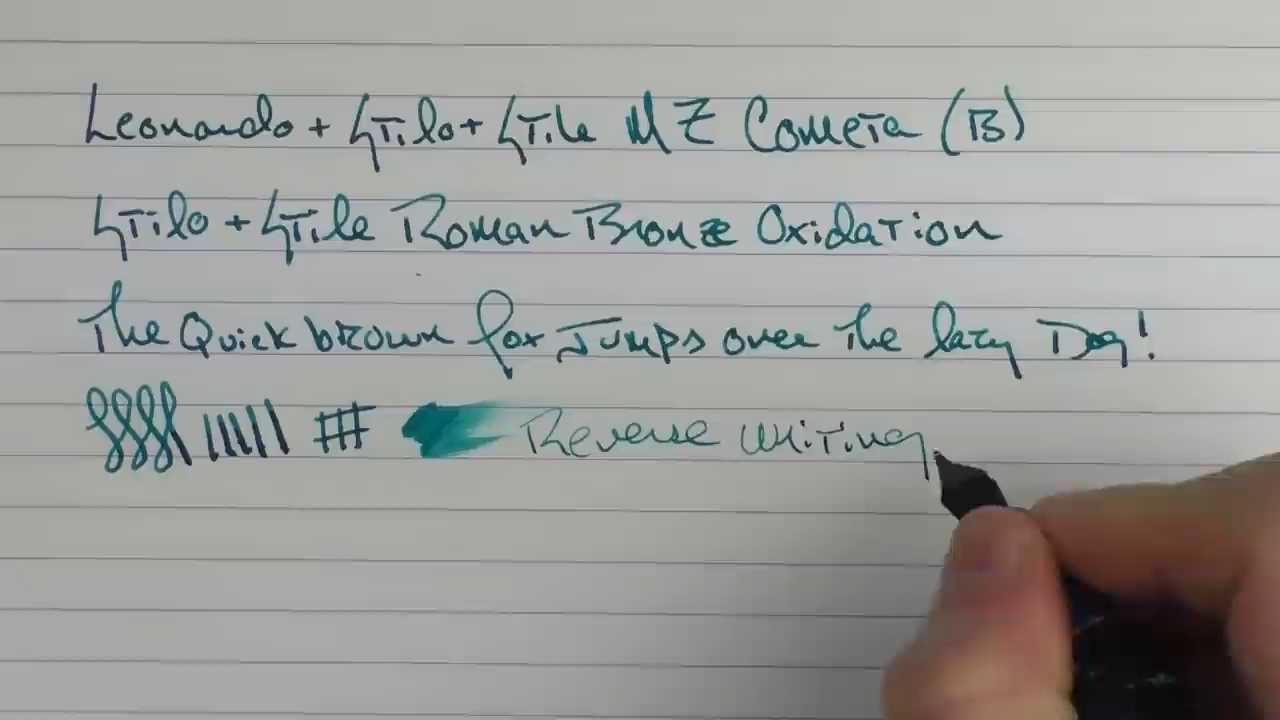 Leonardo + Stilo + Stile MZ Cometa (B)
Stilo + Stile Roman Bronze Oxidation
The Quick brown fox Jumps over the lazy Dog!
Reverse Writing